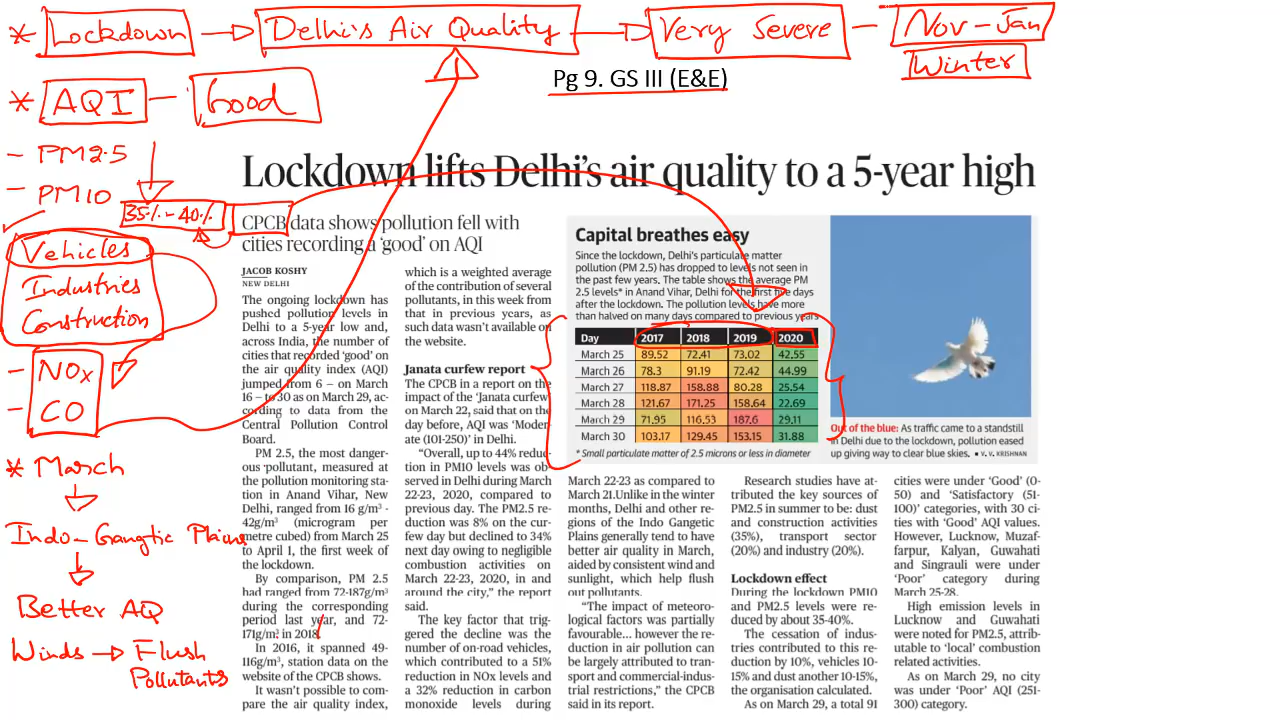 * Lockdown → Delhi's Air Quality → Very Severe - Nov-Jan
Winter
* AQI - Good
Pg 9. GS III (E&E)
- PM2.5
- PM10
35% - 40%
Vehicles
Industries
Construction
- NOx
- CO
* March
Indo-Gangtic Plains
Better AQ
Winds → Flush
Pollutants
Lockdown lifts Delhi's air quality to a 5-year high
CPCB data shows pollution fell with
cities recording a 'good' on AQI
JACOB KOSHY
NEW DELHI
The ongoing lockdown has
pushed pollution levels in
Delhi to a 5-year low and,
across India, the number of
cities that recorded 'good' on
the air quality index (AQI)
jumped from 6 – on March
16 – to 30 as on March 29, ac-
cording to data from the
Central Pollution Control
Board.
PM 2.5, the most danger-
ous pollutant, measured at
the pollution monitoring sta-
tion in Anand Vihar, New
Delhi, ranged from 16 g/m³ -
42g/m³ (microgram per
metre cubed) from March 25
to April 1, the first week of
the lockdown.
By comparison, PM 2.5
had ranged from 72-187g/m³
during the corresponding
period last year, and 72-
171g/m³ in 2018.
In 2016, it spanned 49-
116g/m³, station data on the
website of the CPCB shows.
It wasn't possible to com-
pare the air quality index,
which is a weighted average
of the contribution of several
pollutants, in this week from
that in previous years, as
such data wasn't available on
the website.
Janata curfew report
The CPCB in a report on the
impact of the 'Janata curfew'
on March 22, said that on the
day before, AQI was 'Moder-
ate (101-250)' in Delhi.
"Overall, up to 44% reduc-
tion in PM10 levels was ob-
served in Delhi during March
22-23, 2020, compared to
previous day. The PM2.5 re-
duction was 8% on the cur-
few day but declined to 34%
next day owing to negligible
combustion activities on
March 22-23, 2020, in and
around the city," the report
said.
The key factor that trig-
gered the decline was the
number of on-road vehicles,
which contributed to a 51%
reduction in NOx levels and
a 32% reduction in carbon
monoxide levels during
Capital breathes easy
Since the lockdown, Delhi's particulate matter
pollution (PM 2.5) has dropped to levels not seen in
the past few years. The table shows the average PM
2.5 levels* in Anand Vihar, Delhi for the first five days
after the lockdown. The pollution levels have more
than halved on many days compared to previous years
Day 2017 2018 2019 2020
March 25 89.52 72.41 73.02 42.55
March 26 78.3 91.19 72.42 44.99
March 27 118.87 158.88 80.28 25.54
March 28 121.67 171.25 158.64 22.69
March 29 71.95 116.53 187.6 29.11
March 30 103.17 129.45 153.15 31.88
* Small particulate matter of 2.5 microns or less in diameter
Out of the blue: As traffic came to a standstill
in Delhi due to the lockdown, pollution eased
up giving way to clear blue skies. ▪ V. V. KRISHNAN
March 22-23 as compared to
March 21.Unlike in the winter
months, Delhi and other re-
gions of the Indo Gangetic
Plains generally tend to have
better air quality in March,
aided by consistent wind and
sunlight, which help flush
out pollutants.
"The impact of meteoro-
logical factors was partially
favourable... however the re-
duction in air pollution can
be largely attributed to tran-
sport and commercial-indus-
trial restrictions," the CPCB
said in its report.
Research studies have at-
tributed the key sources of
PM2.5 in summer to be: dust
and construction activities
(35%), transport sector
(20%) and industry (20%).
Lockdown effect
During the lockdown PM10
and PM2.5 levels were re-
duced by about 35-40%.
The cessation of indus-
tries contributed to this re-
duction by 10%, vehicles 10-
15% and dust another 10-15%,
the organisation calculated.
As on March 29, a total 91
cities were under 'Good' (0-
50) and 'Satisfactory (51-
100)' categories, with 30 ci-
ties with 'Good' AQI values.
However, Lucknow, Muzaf-
farpur, Kalyan, Guwahati
and Singrauli were under
'Poor' category during
March 25-28.
High emission levels in
Lucknow and Guwahati
were noted for PM2.5, attrib-
utable to 'local' combustion
related activities.
As on March 29, no city
was under 'Poor' AQI (251-
300) category.